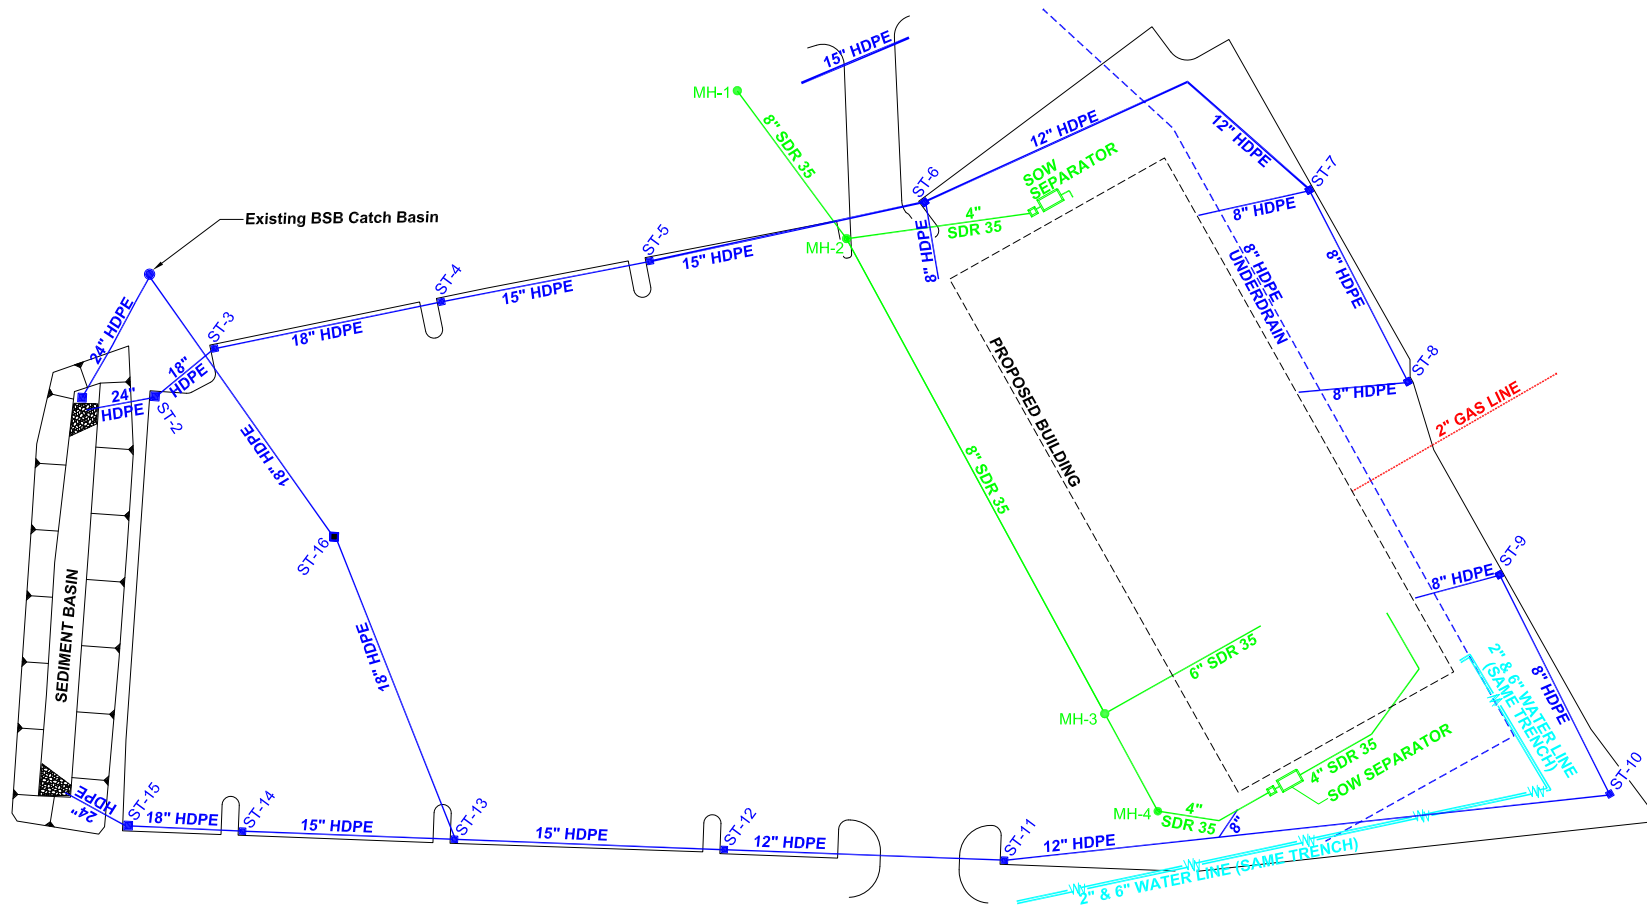 15" HDPE
MH-1
8" SDR 35
12" HDPE
12" HDPE
SOW
SEPARATOR
ST-7
ST-6
8" HDPE
4"
SDR 35
Existing BSB Catch Basin
ST-5
MH-2
15" HDPE
8" HDPE
8" HDPE
UNDERDRAIN
8" HDPE
ST-4
15" HDPE
24" HDPE
ST-3
18" HDPE
18"
HDPE
PROPOSED BUILDING
ST-8
8" HDPE
24"
HDPE
ST-2
2" GAS LINE
18" HDPE
8" SDR 35
ST-16
ST-9
8" HDPE
SEDIMENT BASIN
18" HDPE
6" SDR 35
2" & 6" WATER LINE
(SAME TRENCH)
8" HDPE
MH-3
4" SDR 35
SOW SEPARATOR
ST-10
24"
HDPE
ST-15
18" HDPE
ST-14
15" HDPE
ST-13
15" HDPE
ST-12
12" HDPE
ST-11
12" HDPE
MH-4
4"
SDR 35
8"
2" & 6" WATER LINE (SAME TRENCH)